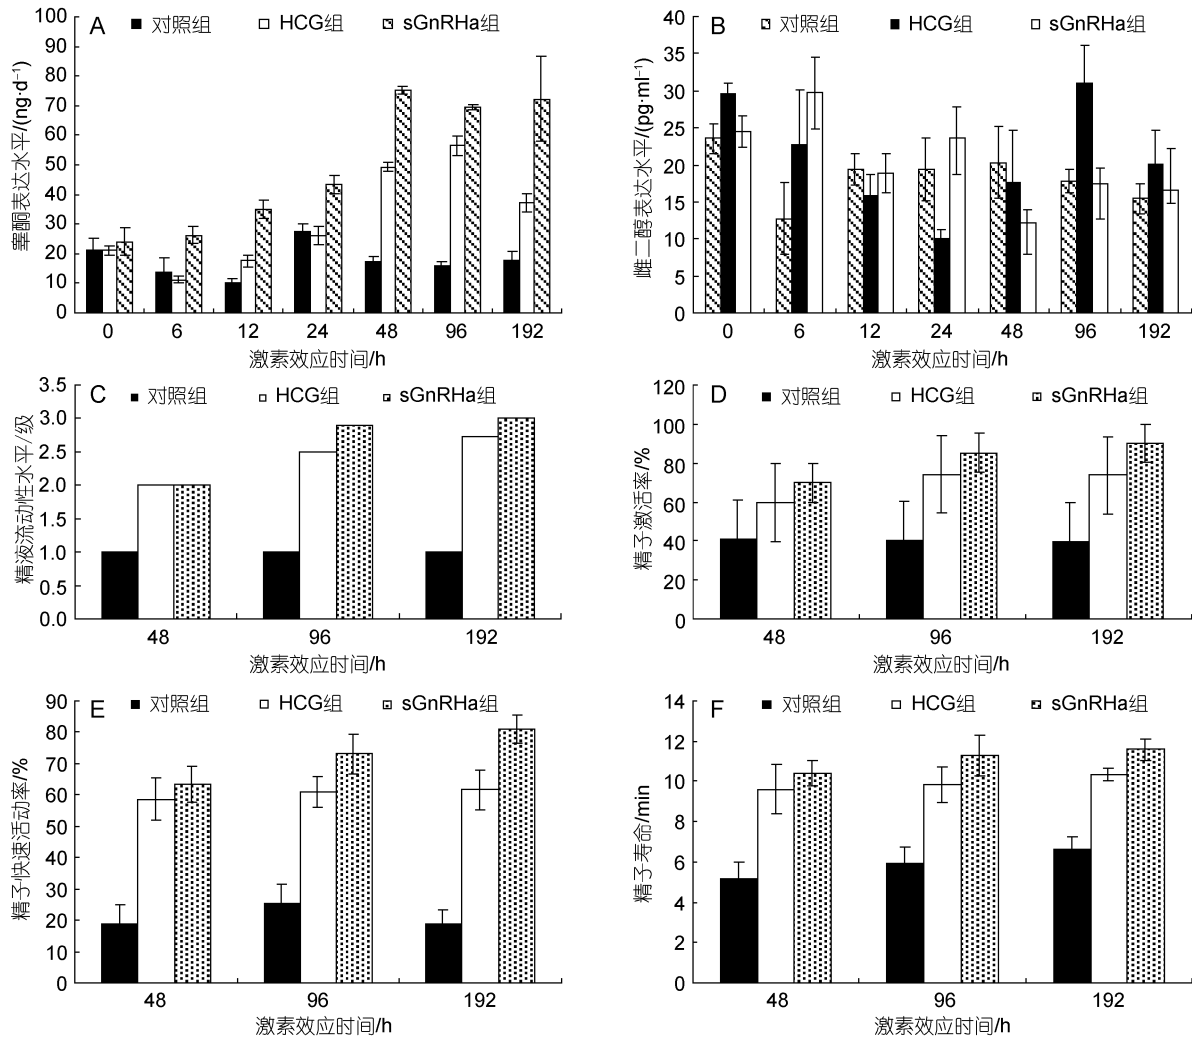 A 对照组 HCG组 sGnRHa组
睾酮表达水平/(ng·d⁻¹)
100
90
80
70
60
50
40
30
20
10
0
0 6 12 24 48 96 192
激素效应时间/h
B 对照组 HCG组 sGnRHa组
雌二醇表达水平/(pg·ml⁻¹)
40
35
30
25
20
15
10
5
0
0 6 12 24 48 96 192
激素效应时间/h
C 对照组 HCG组 sGnRHa组
精液流动性水平/级
3.5
3.0
2.5
2.0
1.5
1.0
0.5
0.0
48 96 192
激素效应时间/h
D 对照组 HCG组 sGnRHa组
精子激活率/%
120
100
80
60
40
20
0
48 96 192
激素效应时间/h
E 对照组 HCG组 sGnRHa组
精子快速活动率/%
90
80
70
60
50
40
30
20
10
0
48 96 192
激素效应时间/h
F 对照组 HCG组 sGnRHa组
精子寿命/min
14
12
10
8
6
4
2
0
48 96 192
激素效应时间/h